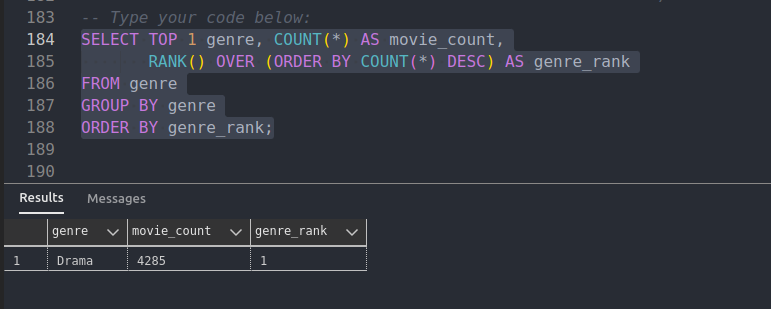 183 -- Type your code below:
184 SELECT TOP 1 genre, COUNT(*) AS movie_count,
185 RANK() OVER (ORDER BY COUNT(*) DESC) AS genre_rank
186 FROM genre
187 GROUP BY genre
188 ORDER BY genre_rank;
189
190
Results Messages
genre movie_count genre_rank
1 Drama 4285 1